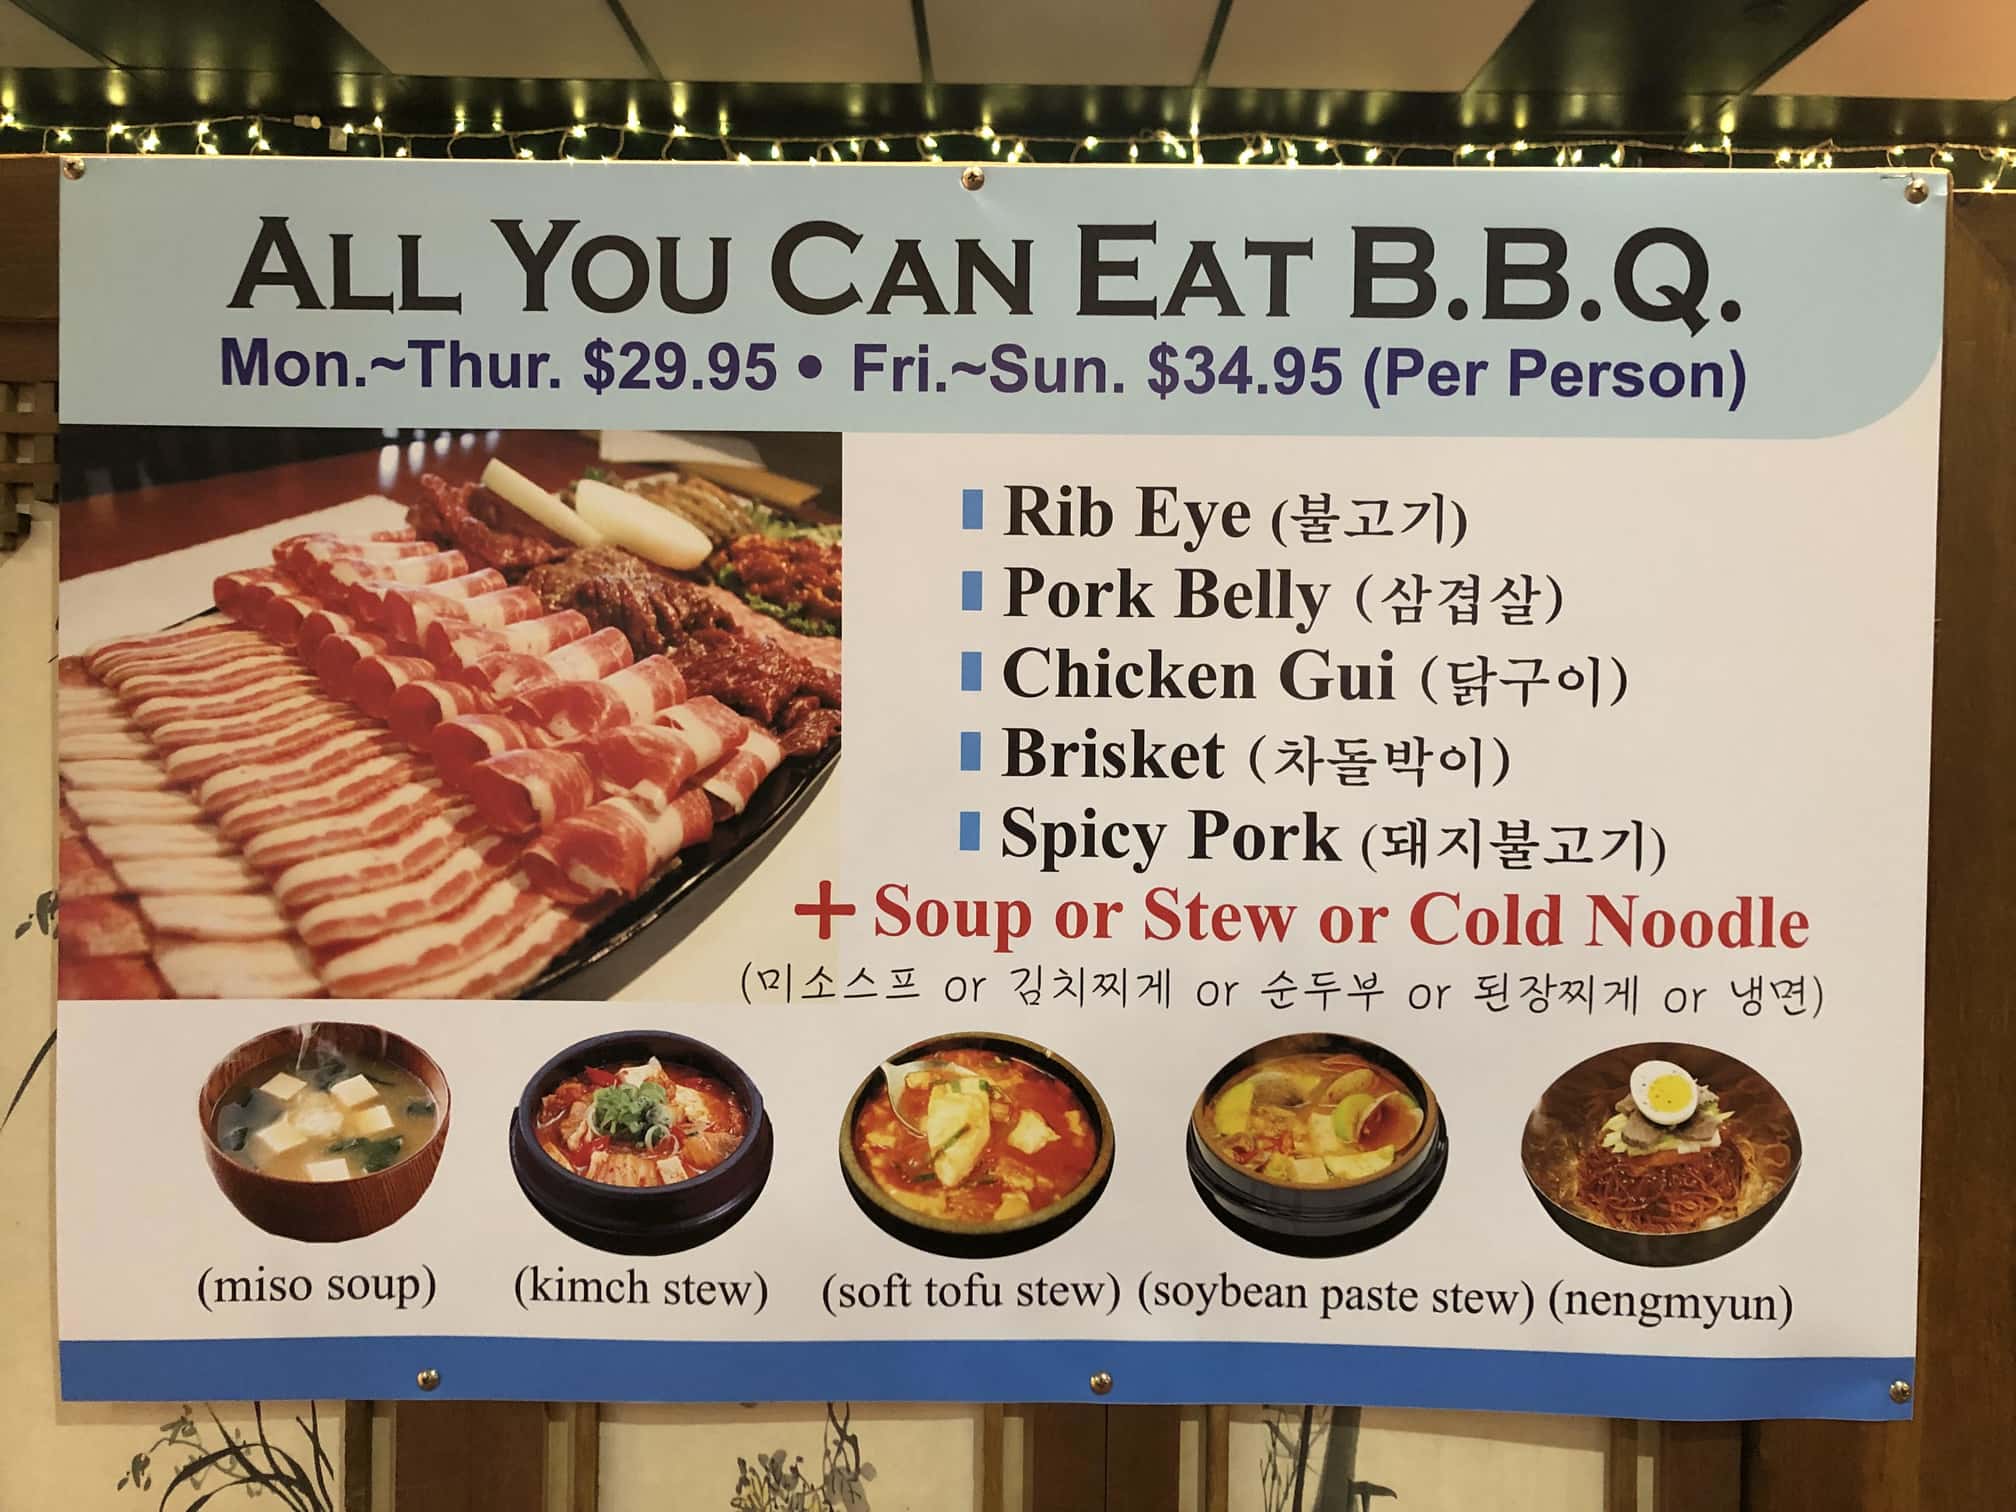 ALL YOU CAN EAT B.B.Q.
Mon.~Thur. $29.95 • Fri.~Sun. $34.95 (Per Person)
Rib Eye (불고기)
Pork Belly (삼겹살)
Chicken Gui (닭구이)
Brisket (차돌박이)
Spicy Pork (돼지불고기)
+ Soup or Stew or Cold Noodle
(미소스프 or 김치찌게 or 순두부 or 된장찌게 or 냉면)
(miso soup) (kimch stew) (soft tofu stew) (soybean paste stew) (nengmyun)